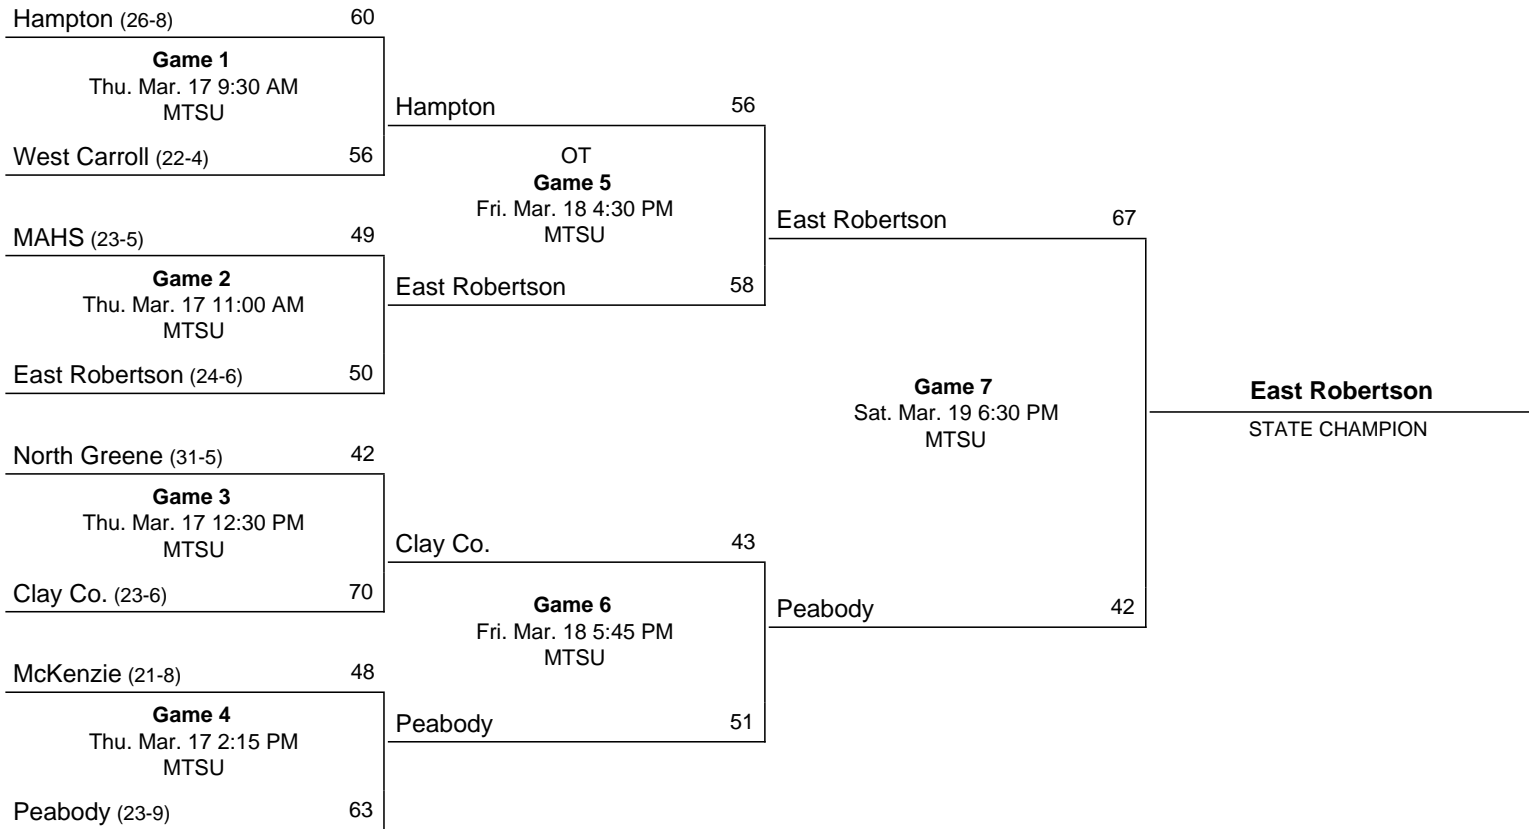 Hampton (26-8) 60
Game 1
Thu. Mar. 17 9:30 AM
MTSU
West Carroll (22-4) 56
MAHS (23-5) 49
Game 2
Thu. Mar. 17 11:00 AM
MTSU
East Robertson (24-6) 50
North Greene (31-5) 42
Game 3
Thu. Mar. 17 12:30 PM
MTSU
Clay Co. (23-6) 70
McKenzie (21-8) 48
Game 4
Thu. Mar. 17 2:15 PM
MTSU
Peabody (23-9) 63
Hampton 56
OT
Game 5
Fri. Mar. 18 4:30 PM
MTSU
East Robertson 58
Clay Co. 43
Game 6
Fri. Mar. 18 5:45 PM
MTSU
Peabody 51
East Robertson 67
Game 7
Sat. Mar. 19 6:30 PM
MTSU
Peabody 42
East Robertson
STATE CHAMPION